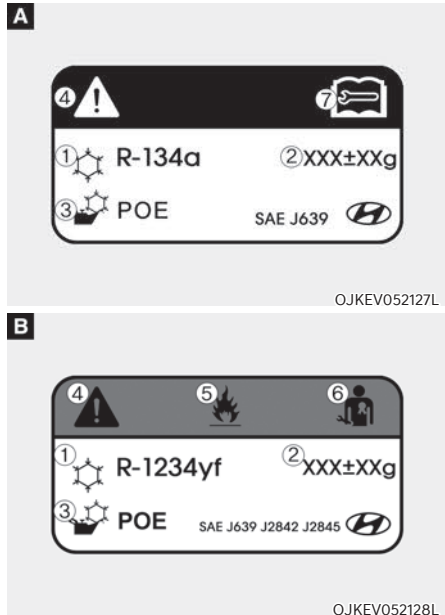 A
④ ⑦
① R-134a ②XXX±XXg
③ POE SAE J639
OJKEV052127L
B
④ ⑤ ⑥
① R-1234yf ②XXX±XXg
③ POE SAE J639 J2842 J2845
OJKEV052128L